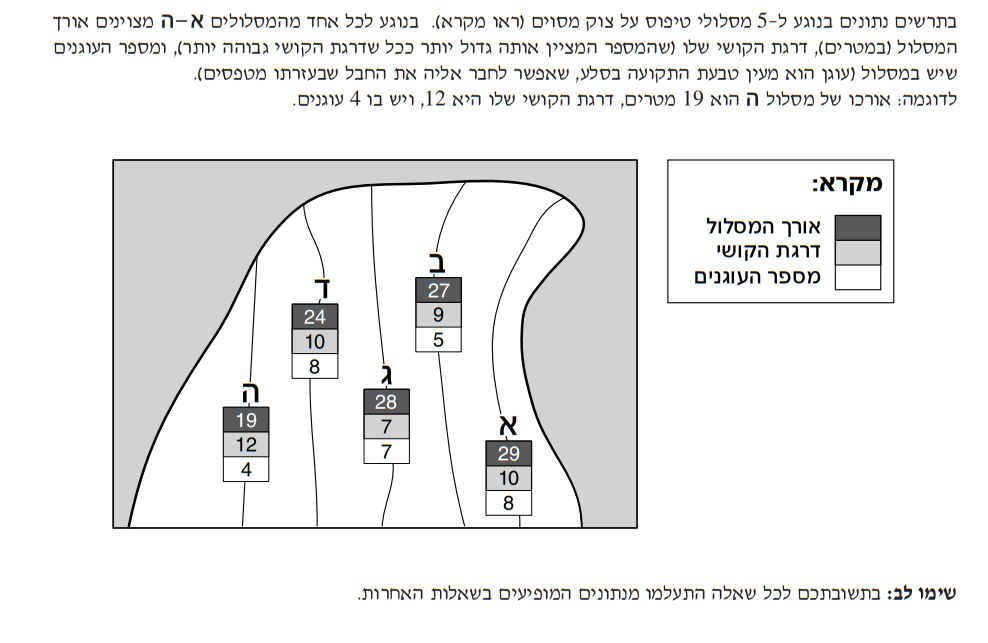 בתרשים נתונים בנוגע ל-5 מסלולי טיפוס על צוק מסוים (ראו מקרא). בנוגע לכל אחד מהמסלולים א-ה מצוינים אורך
המסלול (במטרים), דרגת הקושי שלו (שהמספר המציין אותה גדול יותר ככל שדרגת הקושי גבוהה יותר), ומספר העוגנים
שיש במסלול (עוגן הוא מעין טבעת התקועה בסלע, שאפשר לחבר אליה את החבל שבעזרתו מטפסים).
לדוגמה: אורכו של מסלול ה הוא 19 מטרים, דרגת הקושי שלו היא 12, ויש בו 4 עוגנים.
מקרא:
אורך המסלול
דרגת הקושי
מספר העוגנים
ב
27
9
5
ד
24
10
8
ג
28
7
7
ה
19
12
4
א
29
10
8
שימו לב: בתשובתכם לכל שאלה התעלמו מנתונים המופיעים בשאלות האחרות.